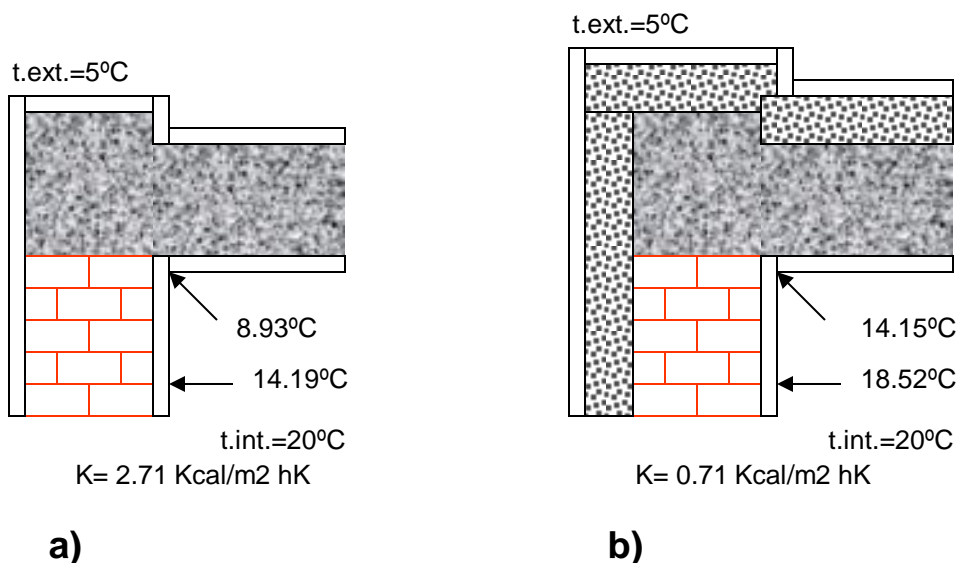 t.ext.=5ºC
8.93ºC
14.19ºC
t.int.=20ºC
K= 2.71 Kcal/m2 hK
a)
t.ext.=5ºC
14.15ºC
18.52ºC
t.int.=20ºC
K= 0.71 Kcal/m2 hK
b)